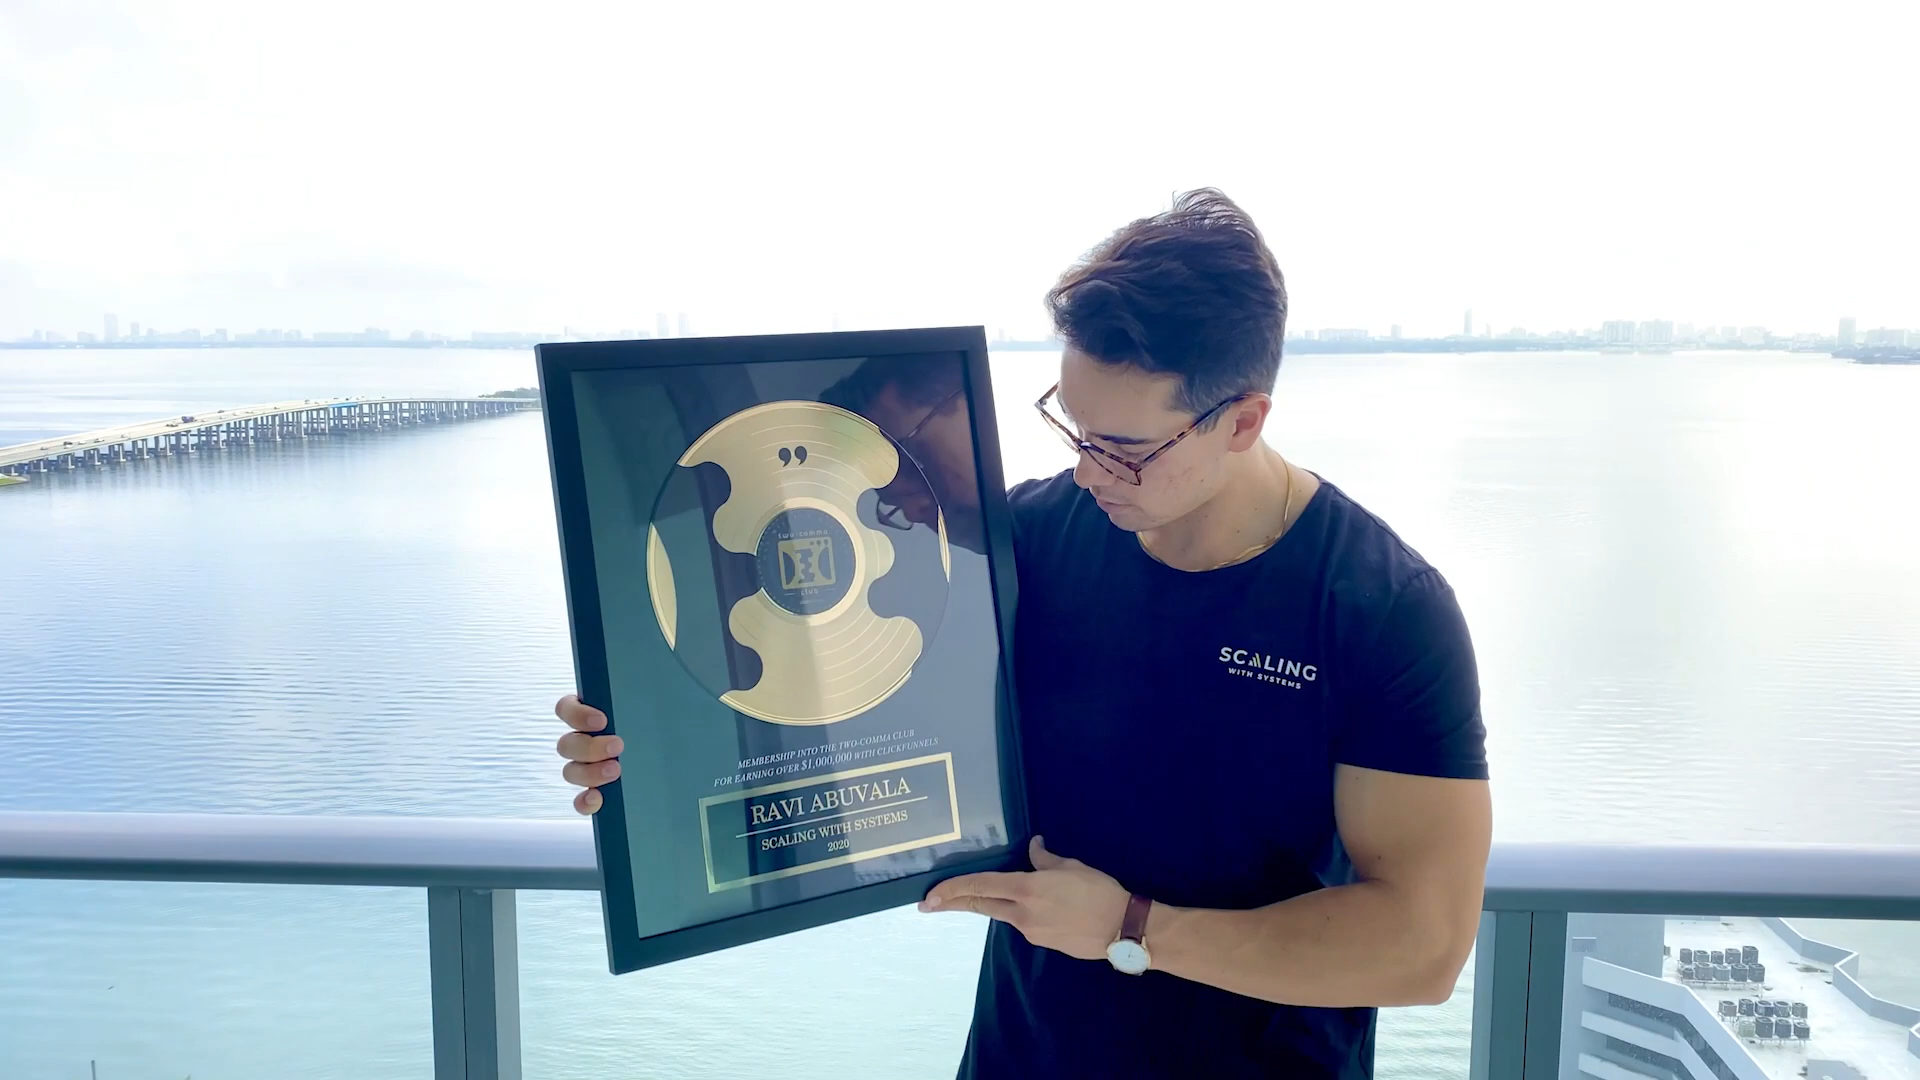 two comma
club
MEMBERSHIP INTO THE TWO-COMMA CLUB
FOR EARNING OVER $1,000,000 WITH CLICKFUNNELS
RAVI ABUVALA
SCALING WITH SYSTEMS
2020
SCALING
WITH SYSTEMS